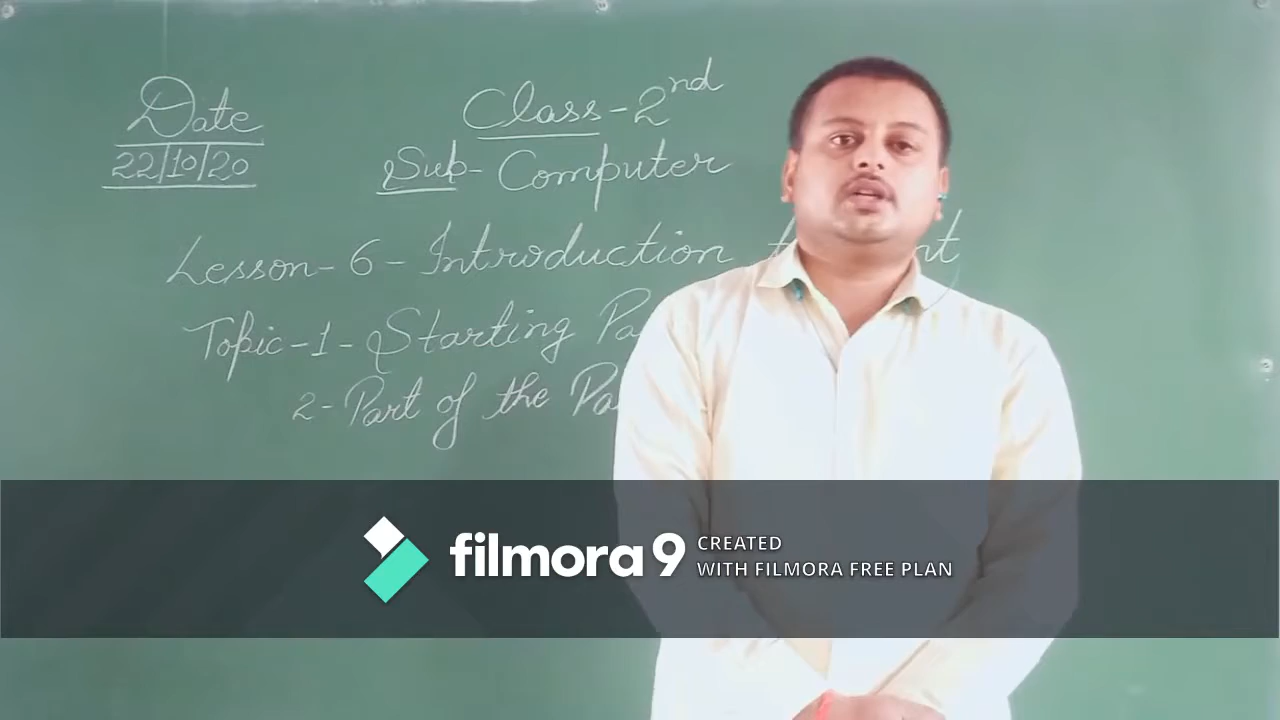 Date
22/10/20
Class-2nd
Sub- Computer
Lesson-6-Introduction
Topic-1-Starting
2-Part of the
filmora9
CREATED
WITH FILMORA FREE PLAN